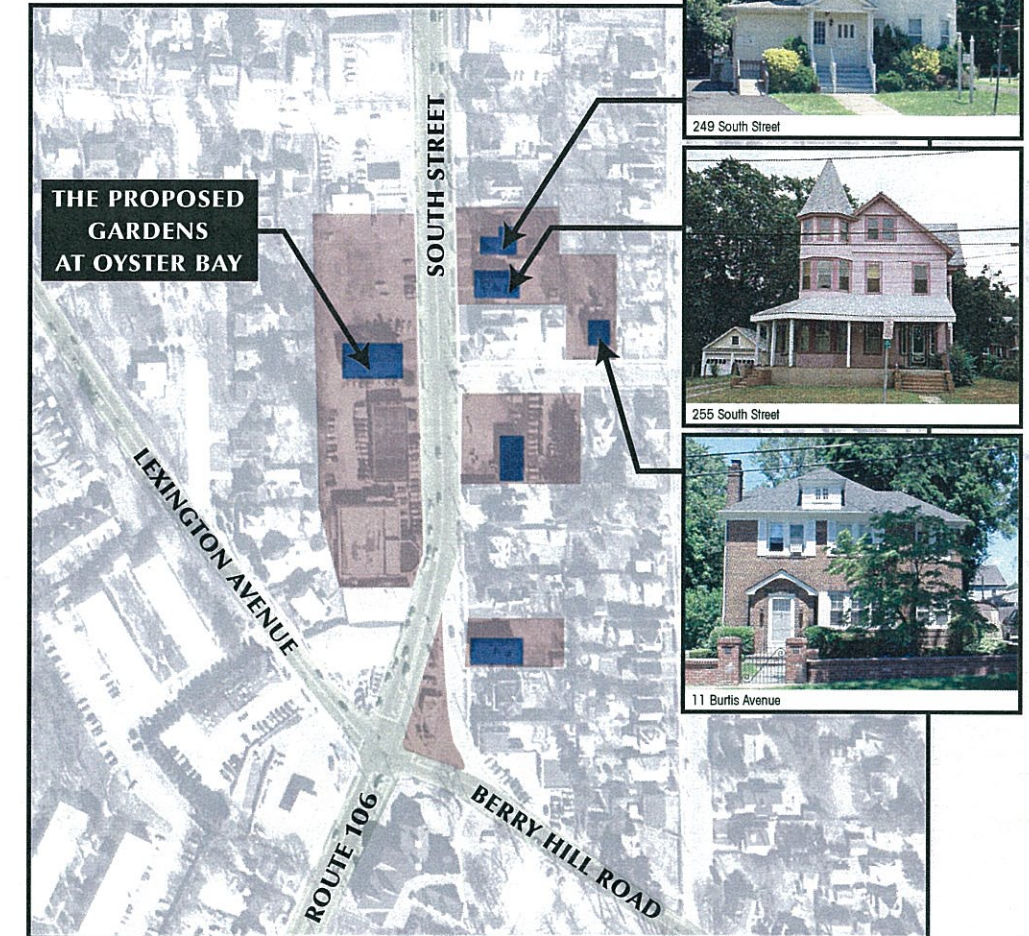 249 South Street
SOUTH STREET
THE PROPOSED
GARDENS
AT OYSTER BAY
255 South Street
LEXINGTON AVENUE
11 Burtis Avenue
BERRY HILL ROAD
ROUTE 106